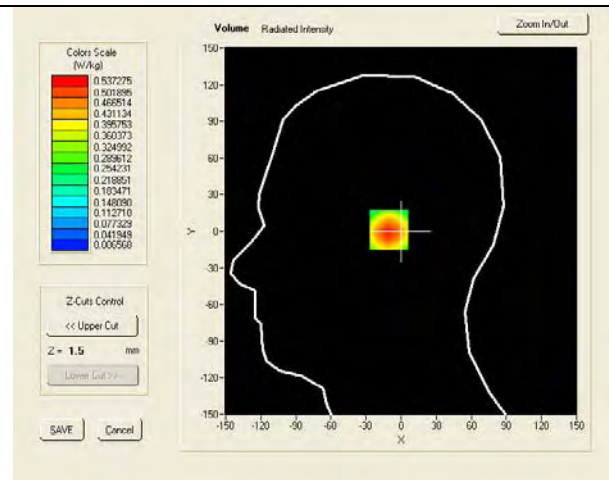 Volume Radiated Intensity
Zoom In/Out
Colors Scale
(W/kg)
0.537275
0.501895
0.466514
0.431134
0.395753
0.360373
0.324992
0.289612
0.254231
0.218851
0.183471
0.148090
0.112710
0.077329
0.041949
0.006568
Z-Cuts Control
<< Upper Cut
Z = 1.5 mm
Lower Cut >>
SAVE Cancel
150
120
90
60
30
0
-30
-60
-90
-120
-150
Y
-150 -120 -90 -60 -30 0 30 60 90 120 150
X